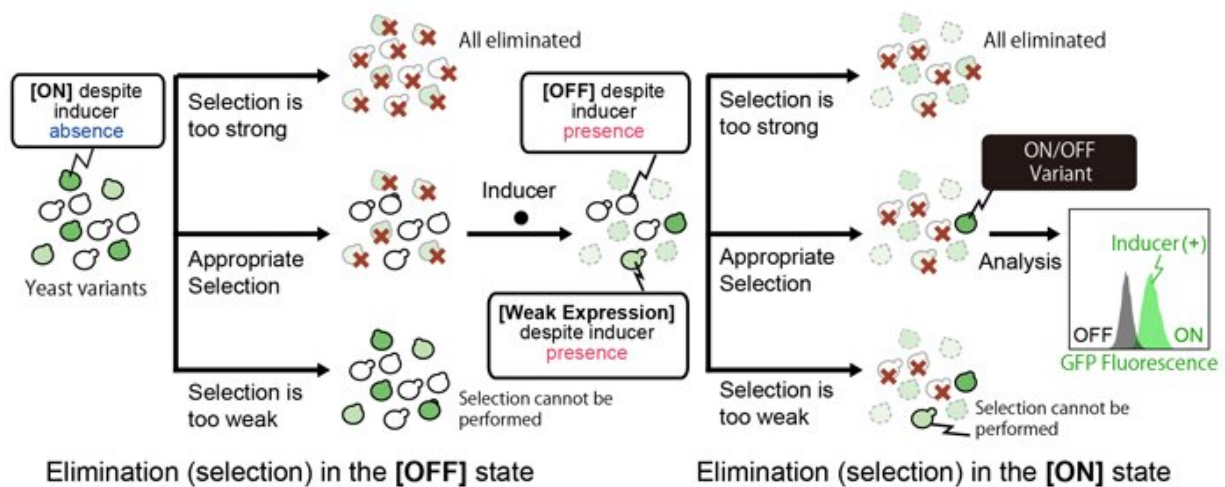 [ON] despite
inducer
absence
Yeast variants
Selection is
too strong
All eliminated
Appropriate
Selection
Selection is
too weak
Selection cannot be
performed
Inducer
[OFF] despite
inducer
presence
[Weak Expression]
despite inducer
presence
Selection is
too strong
All eliminated
Appropriate
Selection
Selection is
too weak
Selection cannot be
performed
ON/OFF
Variant
Analysis
Inducer (+)
OFF
ON
GFP Fluorescence
Elimination (selection) in the [OFF] state
Elimination (selection) in the [ON] state